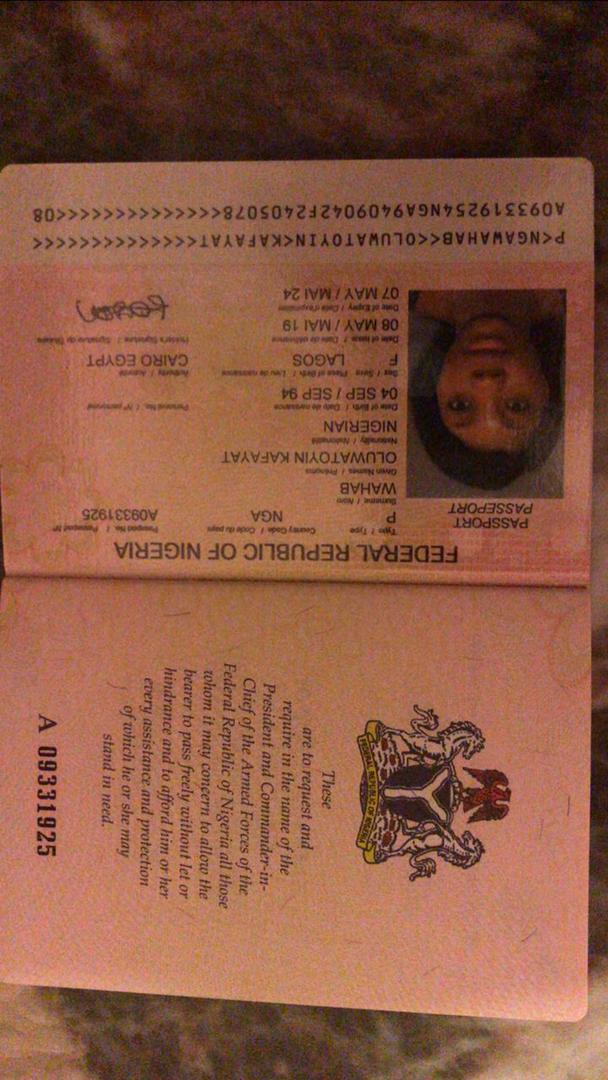 These
are to request and
require in the name of the
President and Commander-in-
Chief of the Armed Forces of the
Federal Republic of Nigeria all those
whom it may concern to allow the
bearer to pass freely without let or
hindrance and to afford him or her
every assistance and protection
of which he or she may
stand in need.
A 09331925
FEDERAL REPUBLIC OF NIGERIA
PASSPORT
PASSEPORT
Type / Type Country Code / Code du pays Passport No. / Passeport Nº
P NGA A09331925
Surname / Nom
WAHAB
Given Names / Prénoms
OLUWATOYIN KAFAYAT
Nationality / Nationalité
NIGERIAN
Date of Birth / Date de naissance Personal No. / Nº personnel
04 SEP / SEP 94
Sex / Sexe Place of Birth / Lieu de naissance Authority / Autorité
F LAGOS CAIRO EGYPT
Date of Issue / Date de délivrance Holder's Signature / Signature du titulaire
08 MAY / MAI 19
Date of Expiry / Date d'expiration
07 MAY / MAI 24
P<NGAWAHAB<<OLUWATOYIN<KAFAYAT<<<<<<<<<<<<<<
A093319254NGA9409042F2405078<<<<<<<<<<<<<<08